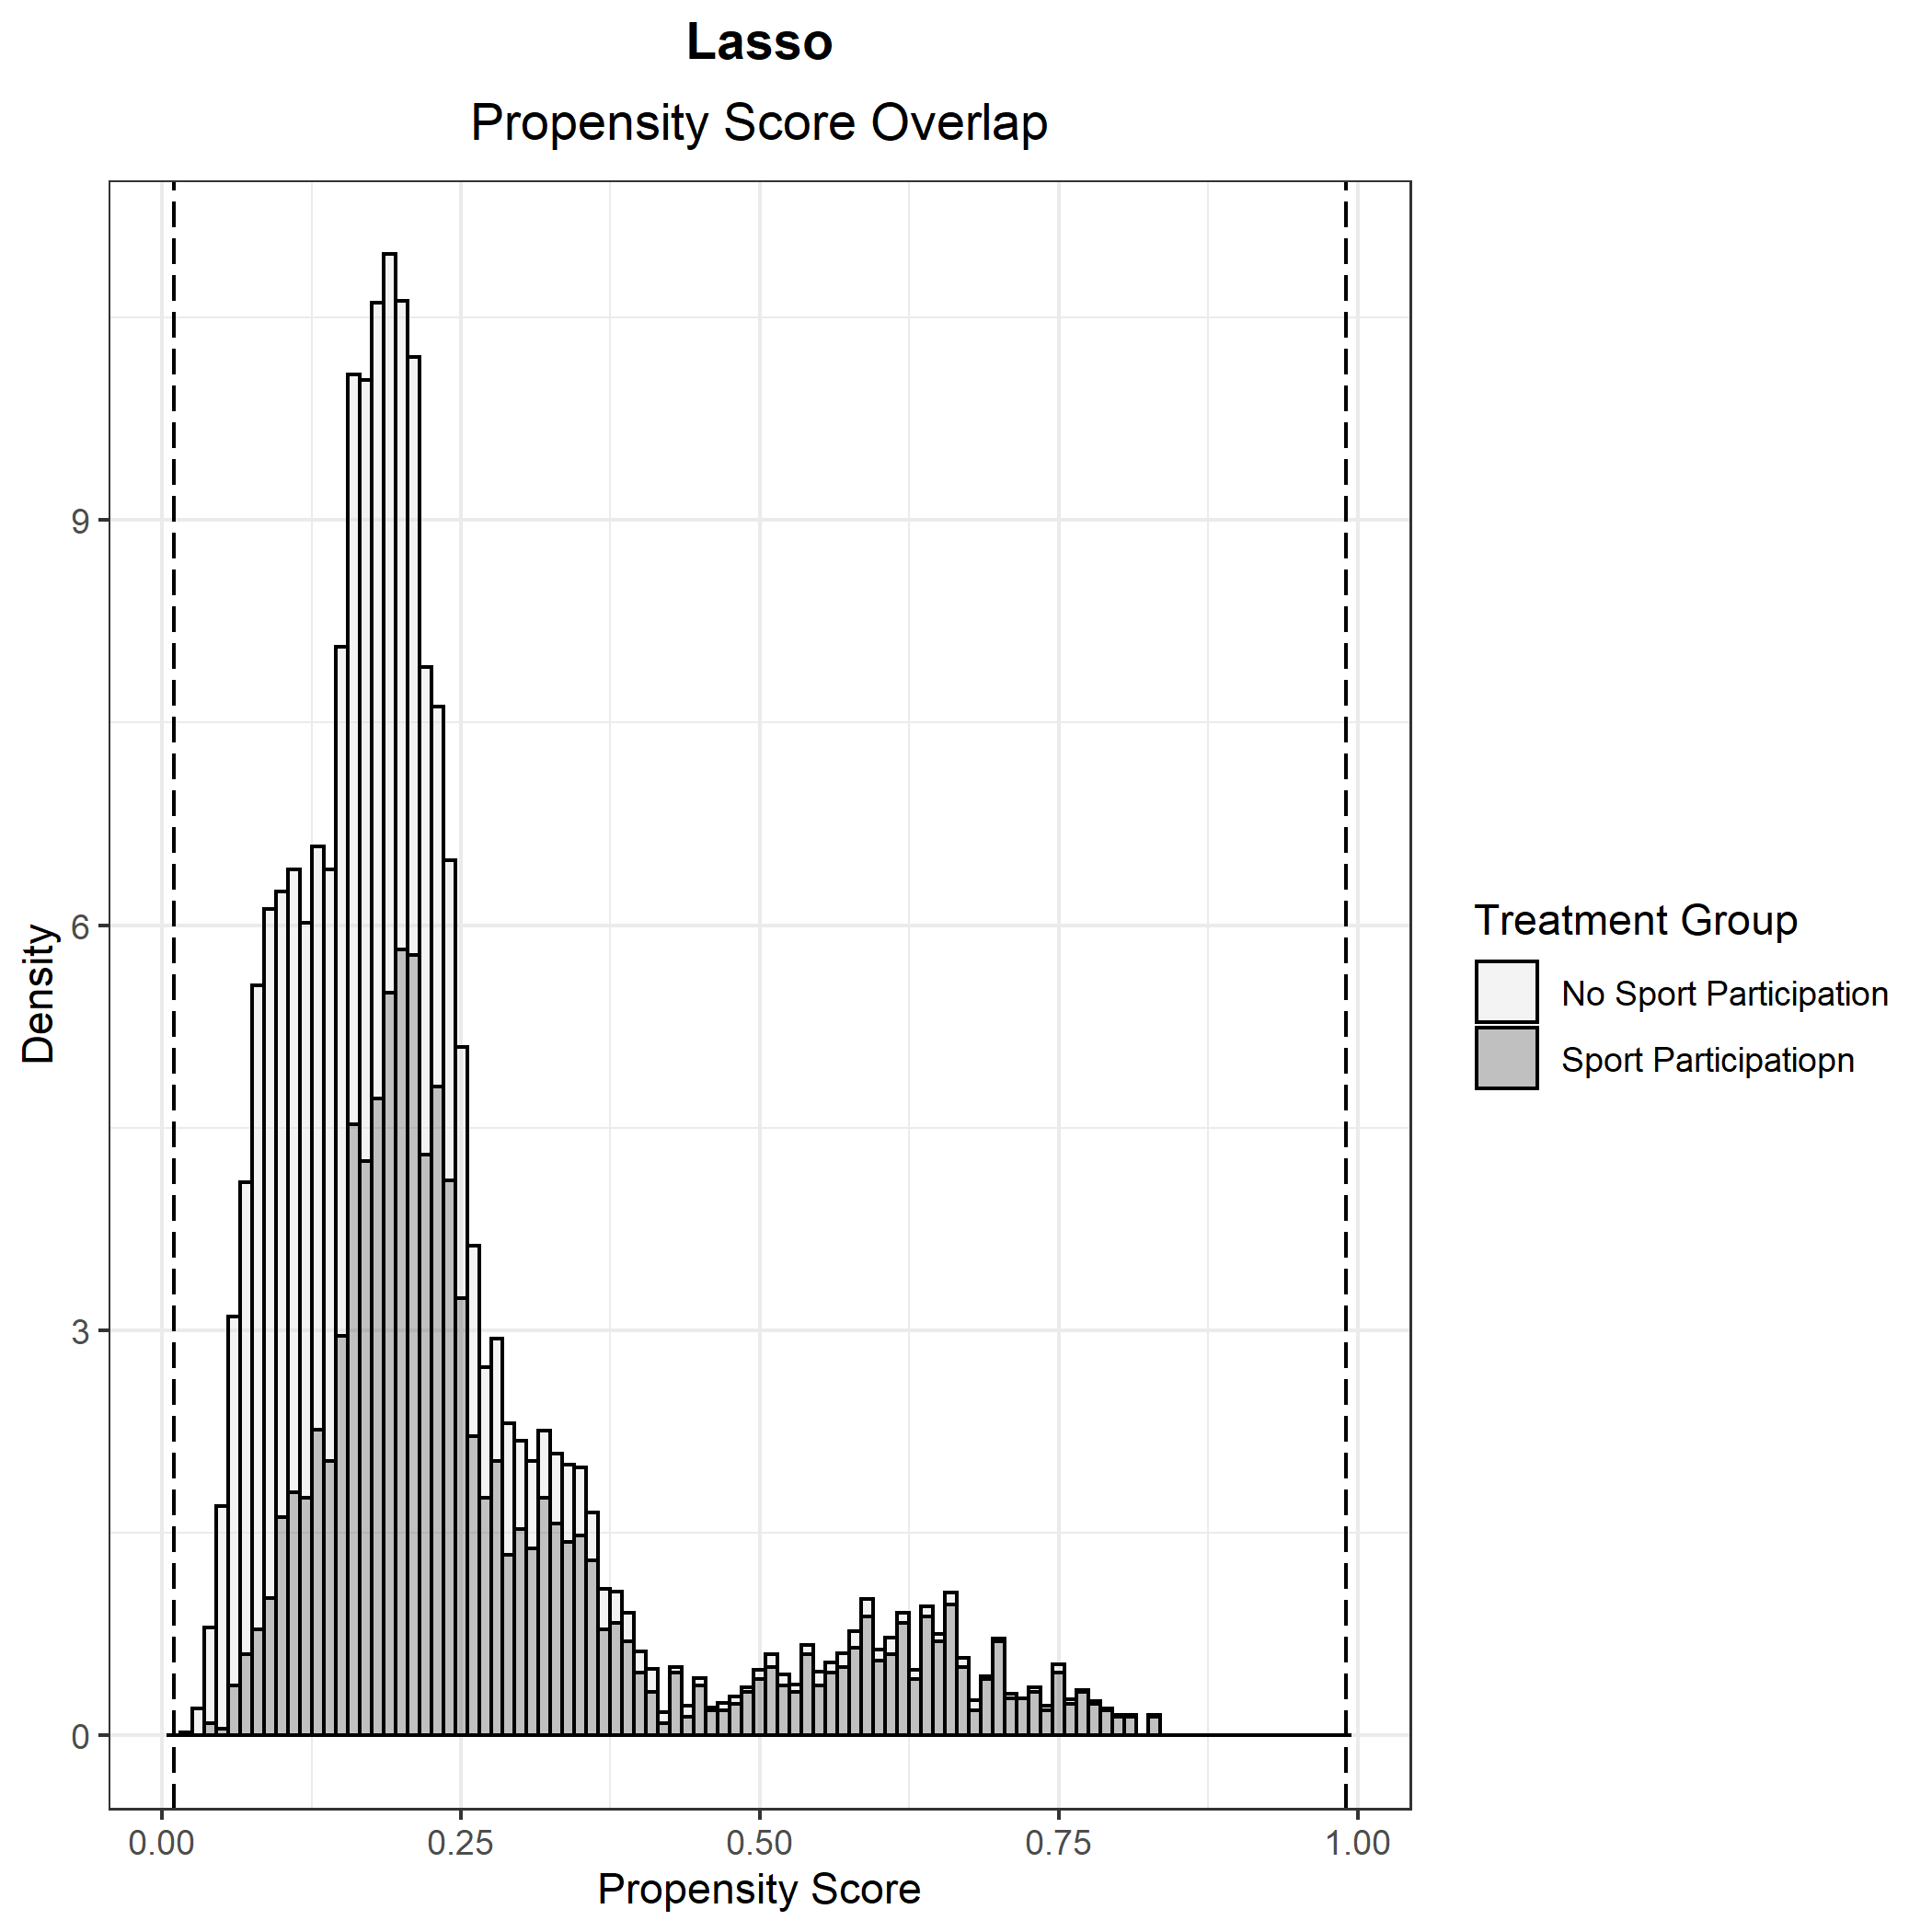 Lasso
Propensity Score Overlap
Density
9
6
3
0
0.00 0.25 0.50 0.75 1.00
Propensity Score
Treatment Group
No Sport Participation
Sport Participatiopn